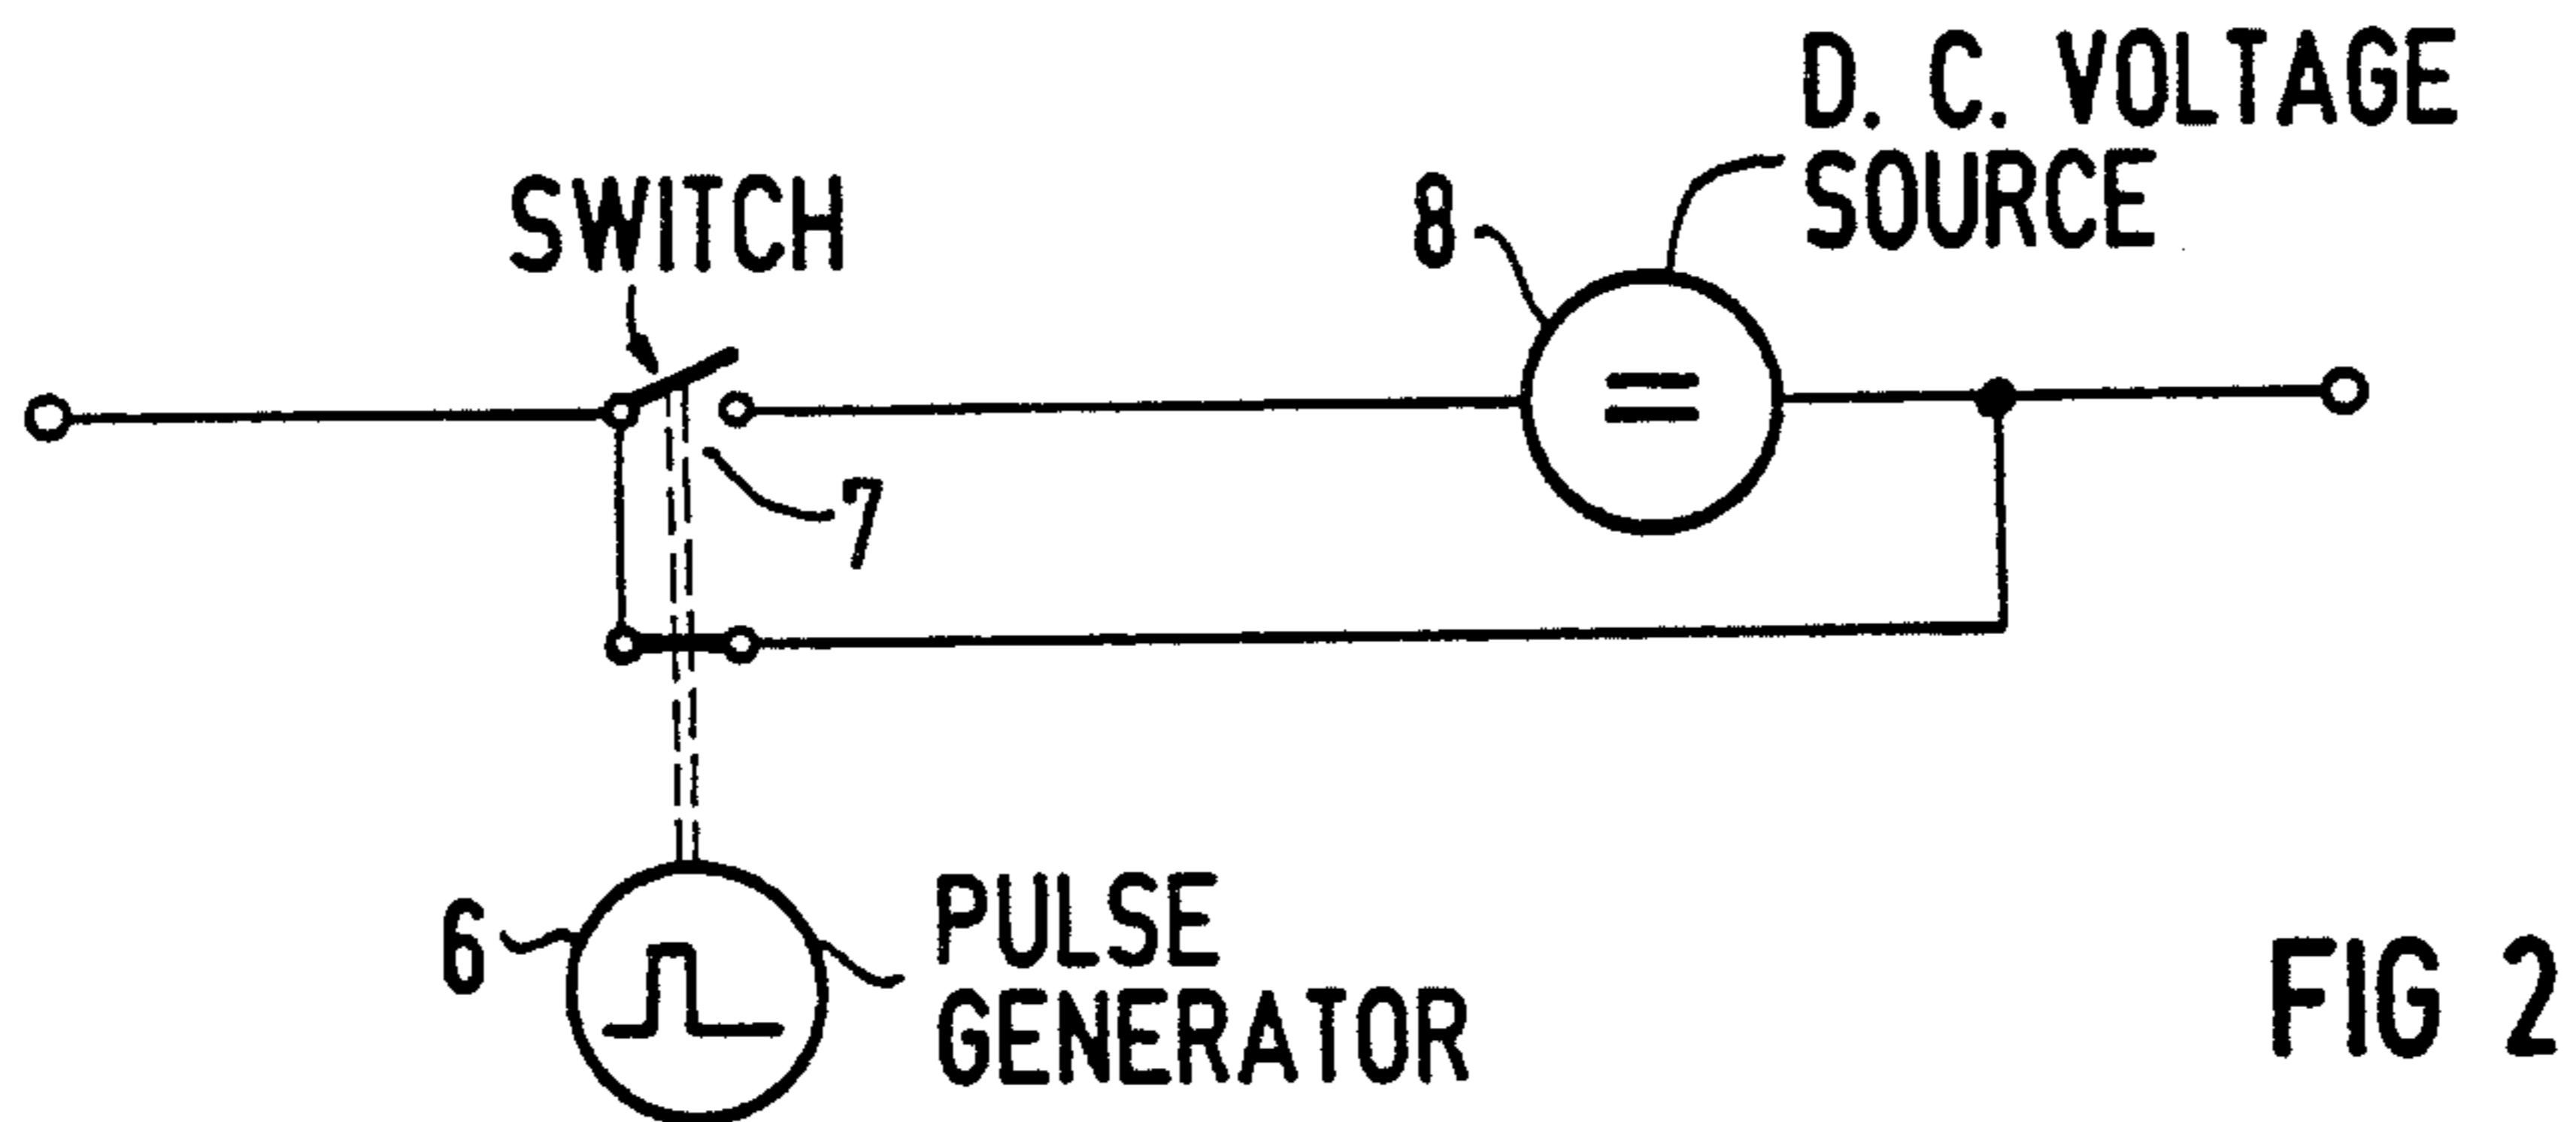 D. C. VOLTAGE
SOURCE
SWITCH
8
7
6
PULSE
GENERATOR
FIG 2